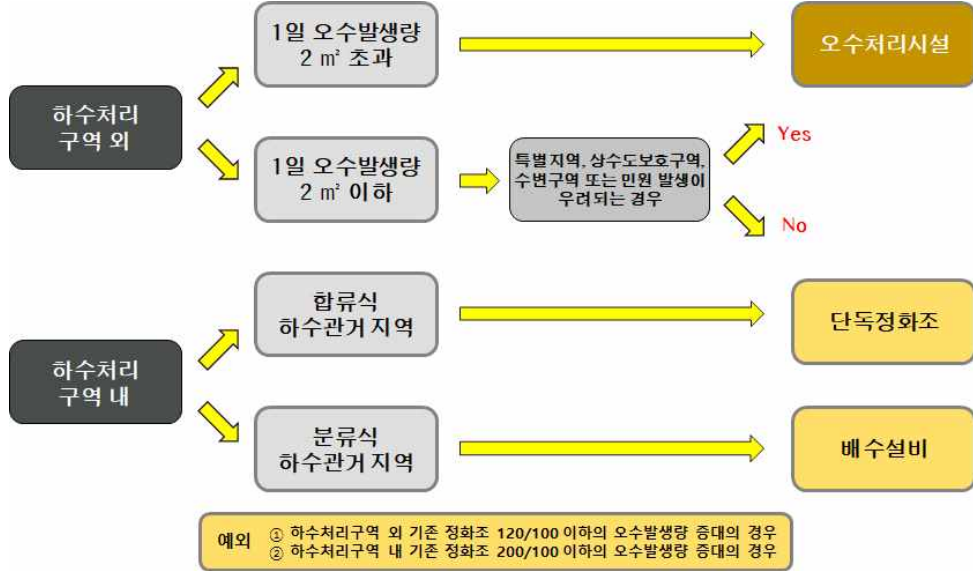 1일 오수발생량
2 ㎡ 초과
오수처리시설
하수처리
구역 외
1일 오수발생량
2 ㎡ 이하
특별 지역, 상수도보호구역,
수변구역 또는 민원 발생이
우려되는 경우
Yes
No
합류식
하수관거 지역
단독정화조
하수처리
구역 내
분류식
하수관거 지역
배수설비
예외 ① 하수처리구역 외 기존 정화조 120/100 이하의 오수발생량 증대의 경우
② 하수처리구역 내 기존 정화조 200/100 이하의 오수발생량 증대의 경우